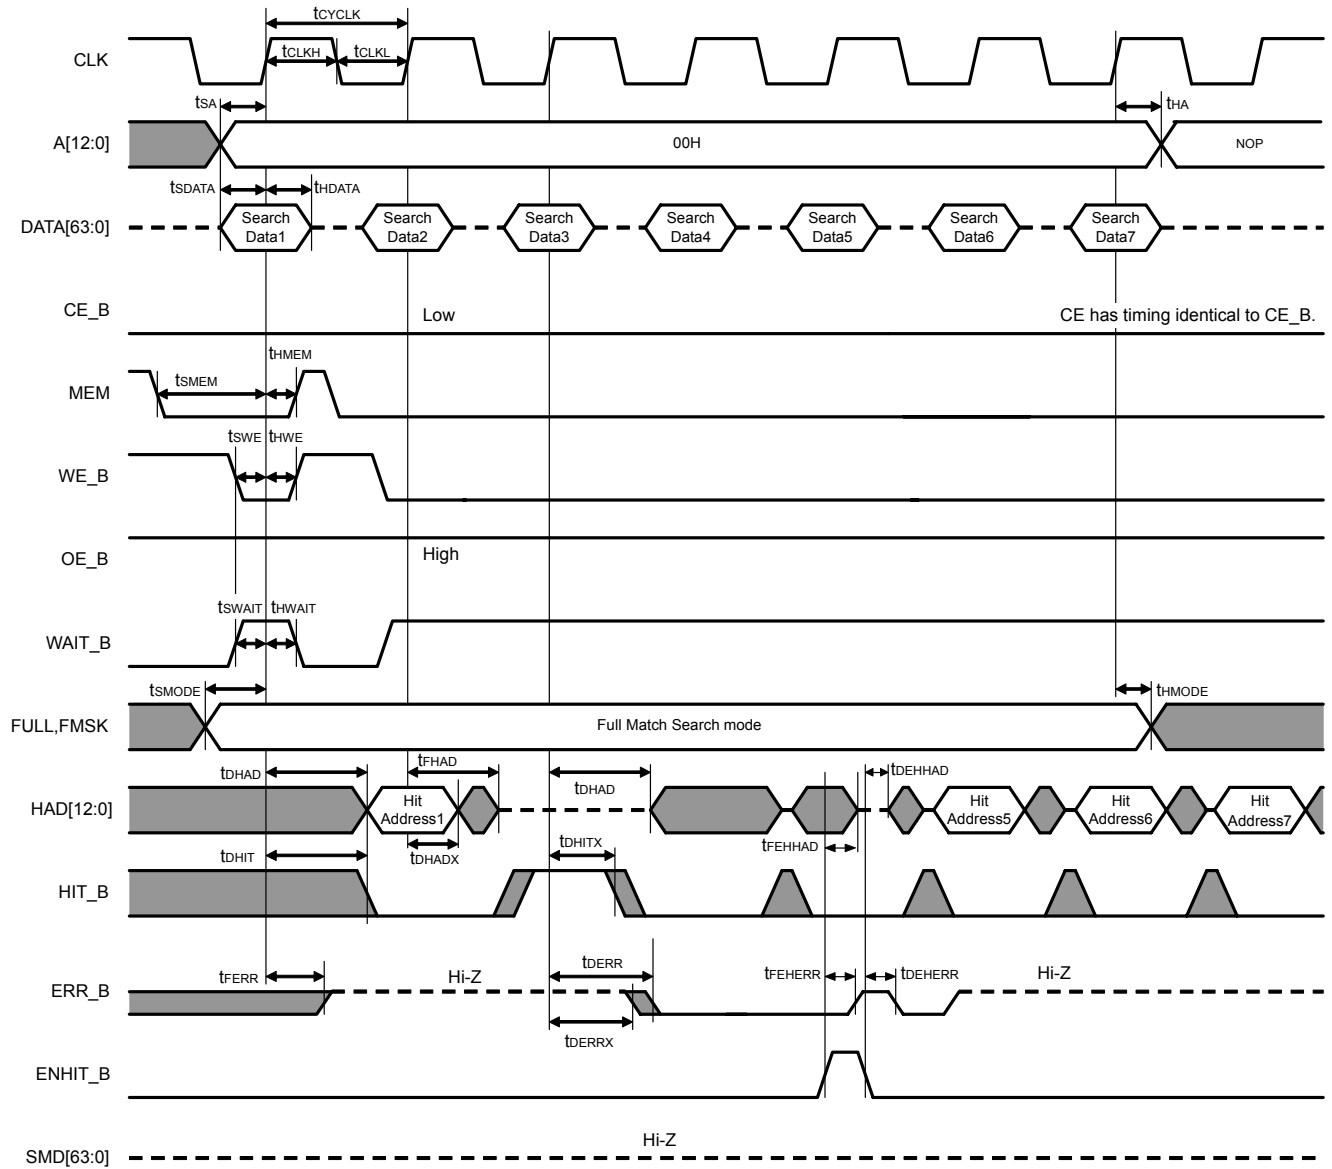 tCYCLK
CLK
tCLKH
tCLKL
tSA
tHA
A[12:0]
00H
NOP
tSDATA
tHDATA
DATA[63:0]
Search
Data1
Search
Data2
Search
Data3
Search
Data4
Search
Data5
Search
Data6
Search
Data7
CE_B
Low
CE has timing identical to CE_B.
tHMEM
MEM
tSMEM
tSWE
tHWE
WE_B
OE_B
High
tSWAIT
tHWAIT
WAIT_B
tSMODE
tHMODE
FULL,FMSK
Full Match Search mode
tDHAD
tFHAD
tDHAD
tDEHHAD
HAD[12:0]
Hit
Address1
Hit
Address5
Hit
Address6
Hit
Address7
tDHADX
tFEHHAD
tDHIT
tDHITX
HIT_B
tFERR
Hi-Z
tDERR
tFEHERR
tDEHERR
Hi-Z
ERR_B
tDERRX
ENHIT_B
Hi-Z
SMD[63:0]